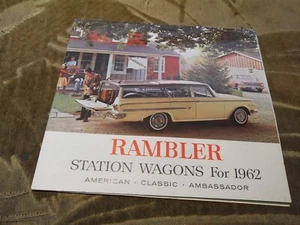 RAMBLER
STATION WAGONS For 1962
AMERICAN · CLASSIC · AMBASSADOR